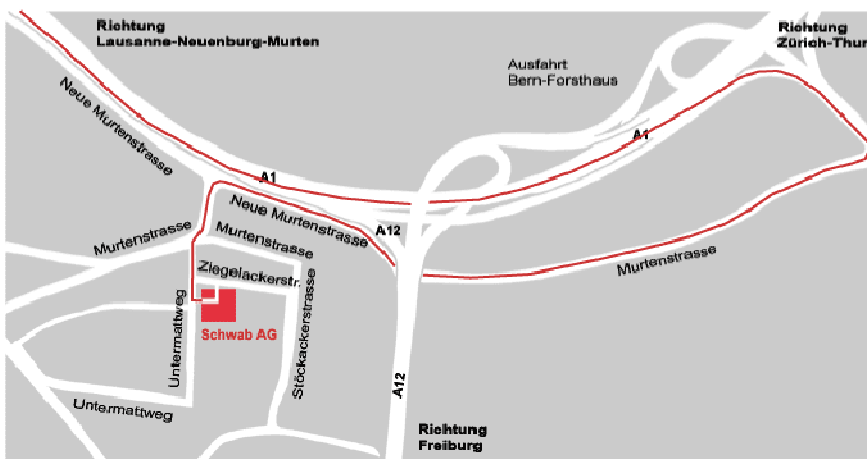 Richtung
Lausanne-Neuenburg-Murten
Richtung
Zürich-Thun
Ausfahrt
Bern-Forsthaus
Neue Murtenstrasse
A1
A1
Neue Murtenstrasse
A12
Murtenstrasse
Murtenstrasse
Murtenstrasse
Ziegelackerstr.
Untermattweg
Schwab AG
Stöckackerstrasse
A12
Untermattweg
Richtung
Freiburg